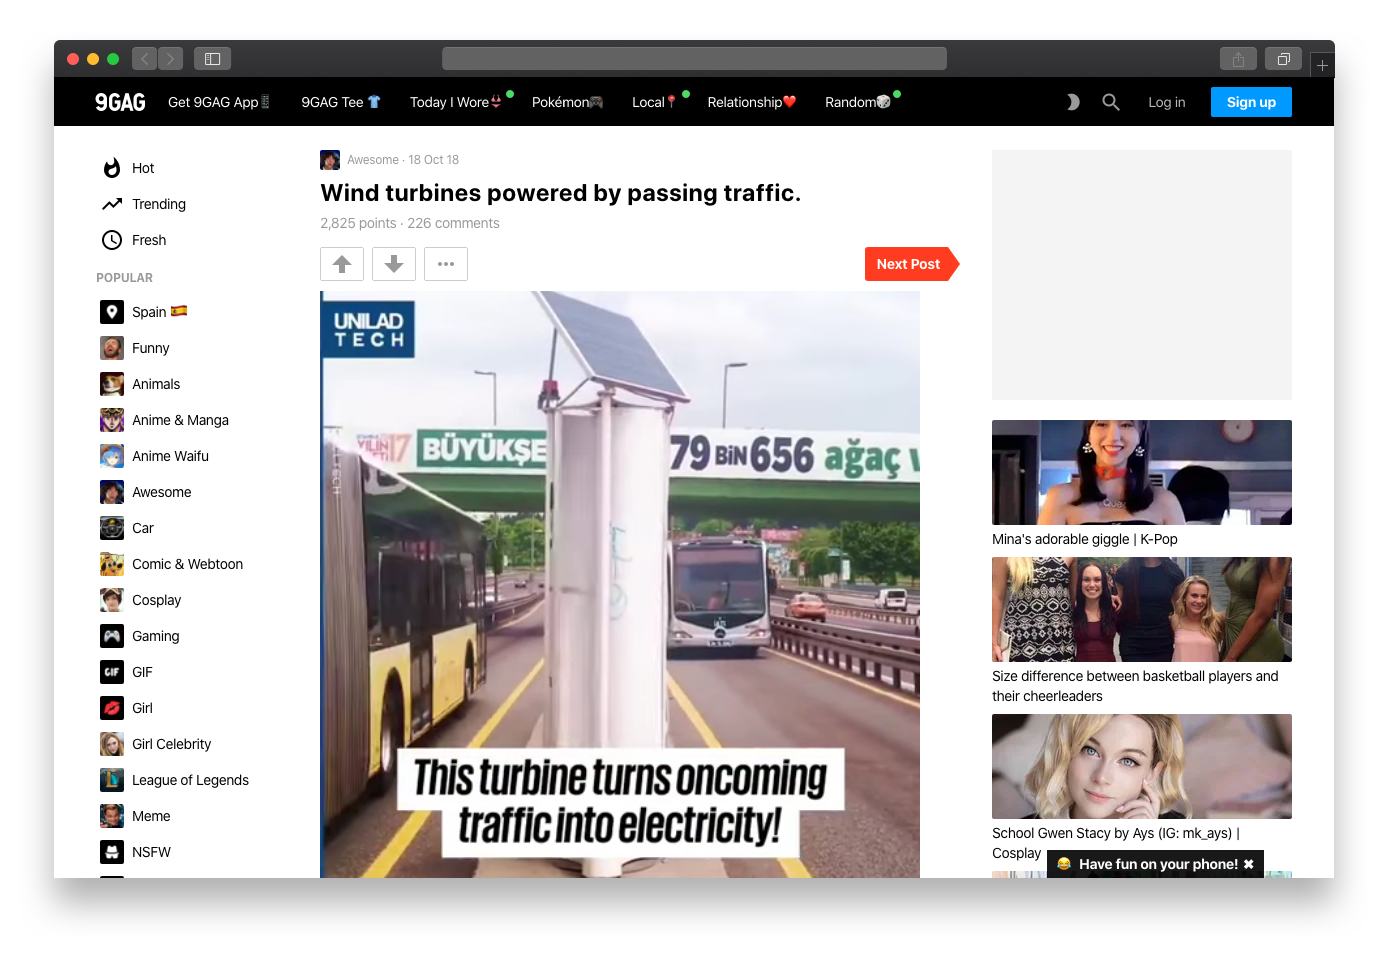 9GAG Get 9GAG App 9GAG Tee Today I Wore Pokémon Local Relationship Random Log in Sign up
Hot
Trending
Fresh
POPULAR
Spain
Funny
Animals
Anime & Manga
Anime Waifu
Awesome
Car
Comic & Webtoon
Cosplay
Gaming
GIF
GIF
Girl
Girl Celebrity
League of Legends
Meme
NSFW
Awesome · 18 Oct 18
Wind turbines powered by passing traffic.
2,825 points · 226 comments
Next Post
UNILAD
TECH
17
BÜYÜKŞE
79 BiN 656 ağaç v
This turbine turns oncoming
traffic into electricity!
Mina's adorable giggle | K-Pop
Size difference between basketball players and
their cheerleaders
School Gwen Stacy by Ays (IG: mk_ays) |
Cosplay
Have fun on your phone! ✖